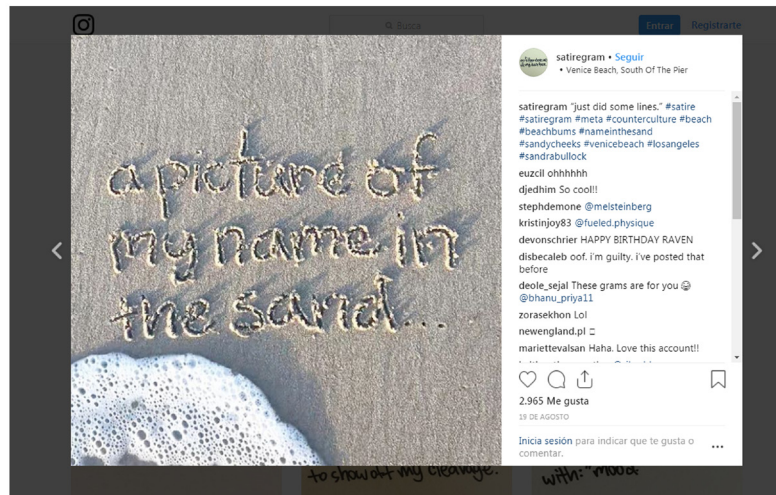 Busca
Entrar
Registrarte
a picture of
my name in
the sand...
satiregram • Seguir
• Venice Beach, South Of The Pier
satiregram "just did some lines." #satire
#satiregram #meta #counterculture #beach
#beachbums #nameinthesand
#sandycheeks #venicebeach #losangeles
#sandrabullock
euzcil ohhhhhh
djedhim So cool!!
stephdemone @melsteinberg
kristinjoy83 @fueled.physique
devonschrier HAPPY BIRTHDAY RAVEN
disbecaleb oof. i'm guilty. i've posted that
before
deole_sejal These grams are for you 😂
@bhanu_priya11
zorasekhon Lol
newengland.pl
mariettevalsan Haha. Love this account!!
2.965 Me gusta
19 DE AGOSTO
Inicia sesión para indicar que te gusta o
comentar.
to show off my cleavage.
with: "mood